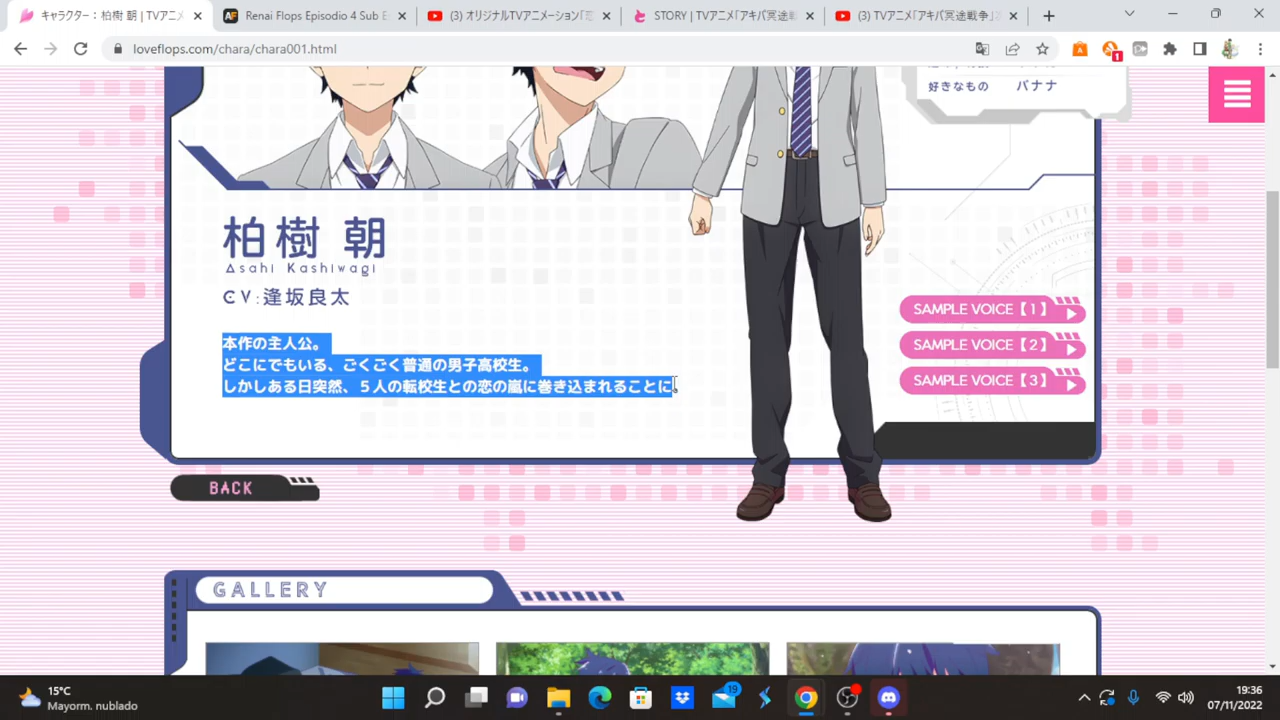 キャラクター：柏樹 朝 | TVアニメ
Renai Flops Episodio 4 Sub E
(3) オリジナルTVアニメーション「恋
STORY | TVアニメ「アキバ冥途戦
(3) TVアニメ「アキバ冥途戦争」
loveflops.com/chara/chara001.html
1
好きなもの バナナ
柏樹 朝
Asahi Kashiwagi
CV:逢坂良太
本作の主人公。
どこにでもいる、ごくごく普通の男子高校生。
しかしある日突然、５人の転校生との恋の嵐に巻き込まれることに
SAMPLE VOICE【1】
SAMPLE VOICE【2】
SAMPLE VOICE【3】
BACK
GALLERY
15°C
Mayorm. nublado
19
19:36
07/11/2022